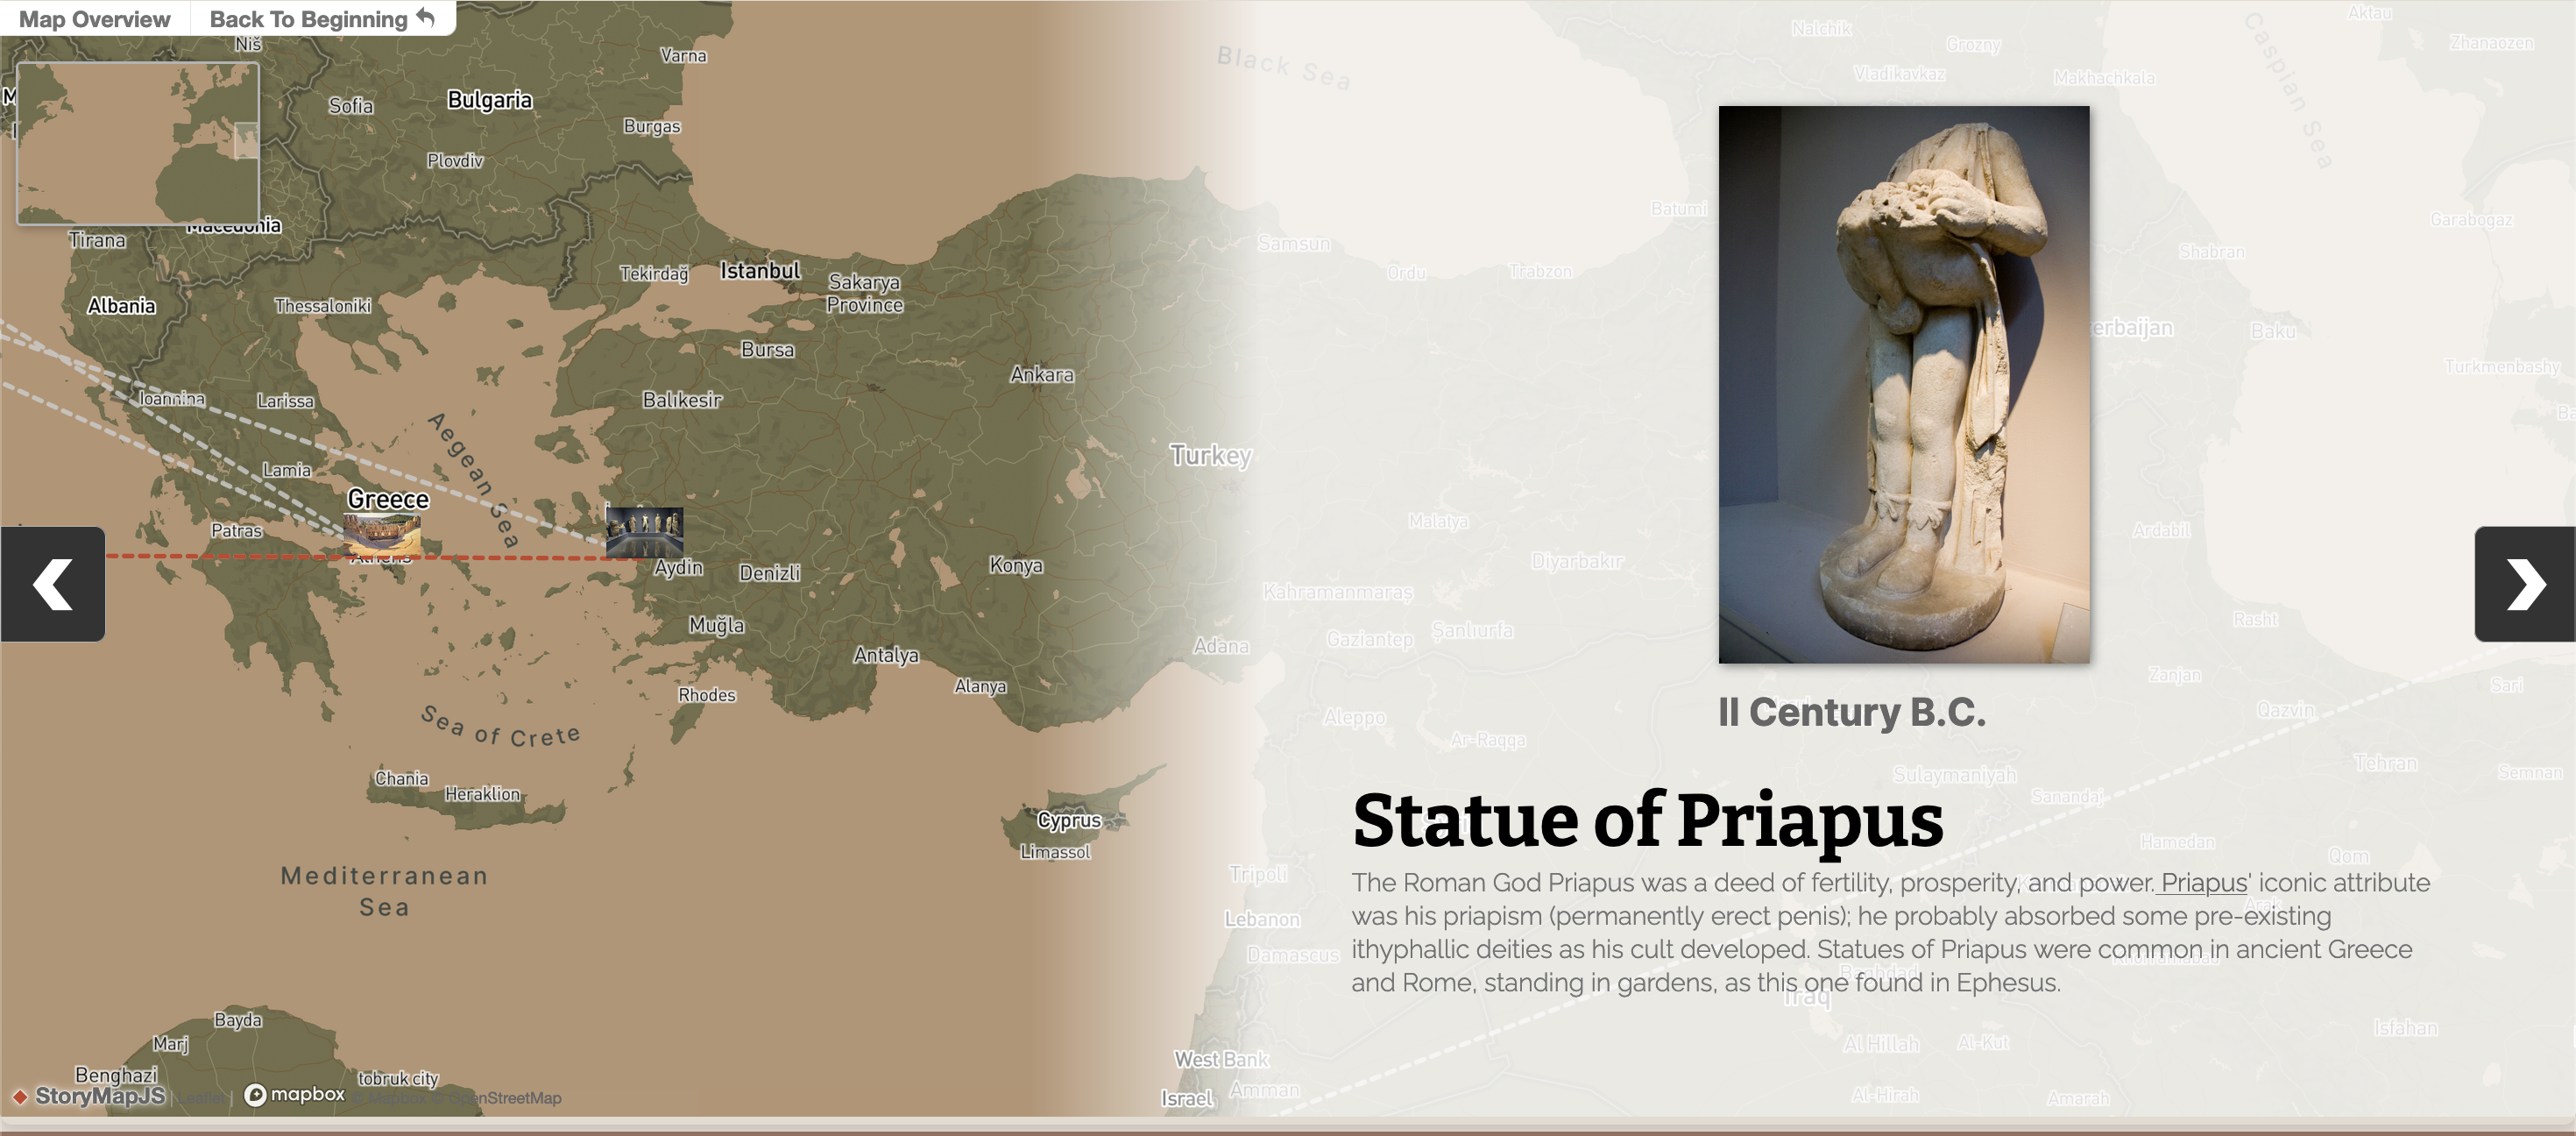 Map Overview
Back To Beginning
Niš
Varna
Black Sea
Nalchik
Grozny
Aktau
Zhanaozen
Vladikavkaz
Makhachkala
Caspian Sea
Sofia
Bulgaria
Burgas
Plovdiv
Macedonia
Tirana
Batumi
Garabogaz
Samsun
Shabran
Tekirdağ
Istanbul
Ordu
Trabzon
Sakarya
Province
Albania
Thessaloniki
erbaijan
Baku
Bursa
Turkmenbashy
Ankara
Ioannina
Larissa
Balıkesir
Aegean Sea
Turkey
Lamia
Greece
Malatya
Patras
Ardabil
Athens
Aydin
Denizli
Konya
Diyarbakır
Kahramanmaraş
Muğla
Gaziantep
Şanlıurfa
Rasht
Adana
Antalya
Zanjan
Alanya
Rhodes
Sari
Sea of Crete
Aleppo
Qazvin
II Century B.C.
Ar-Raqqa
Tehran
Semnan
Chania
Heraklion
Sulaymaniyah
Sanandaj
Cyprus
Limassol
Statue of Priapus
Hamedan
Qom
Tripoli
Mediterranean
Sea
The Roman God Priapus was a deed of fertility, prosperity, and power. Priapus' iconic attribute
was his priapism (permanently erect penis); he probably absorbed some pre-existing
ithyphallic deities as his cult developed. Statues of Priapus were common in ancient Greece
and Rome, standing in gardens, as this one found in Ephesus.
Arak
Lebanon
Damascus
Baghdad
Iraq
Bayda
Isfahan
Marj
Al Hillah
Al-Kut
West Bank
Benghazi
tobruk city
Amman
Israel
Al-Hirah
Amarah
StoryMapJS | Leaflet | mapbox © Mapbox © OpenStreetMap